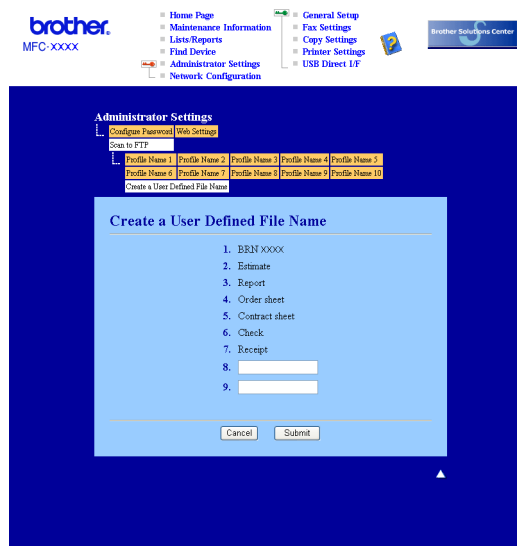 brother
MFC-XXXX
Home Page
Maintenance Information
Lists/Reports
Find Device
Administrator Settings
Network Configuration
General Setup
Fax Settings
Copy Settings
Printer Settings
USB Direct I/F
Brother Solutions Center
Administrator Settings
Configure Password Web Settings
Scan to FTP
Profile Name 1 Profile Name 2 Profile Name 3 Profile Name 4 Profile Name 5
Profile Name 6 Profile Name 7 Profile Name 8 Profile Name 9 Profile Name 10
Create a User Defined File Name
Create a User Defined File Name
1. BRN XXXX
2. Estimate
3. Report
4. Order sheet
5. Contract sheet
6. Check
7. Receipt
8.
9.
Cancel Submit